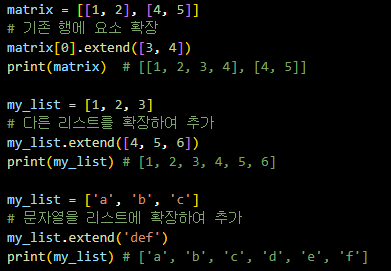 matrix = [[1, 2], [4, 5]]
# 기존 행에 요소 확장
matrix[0].extend([3, 4])
print(matrix)  # [[1, 2, 3, 4], [4, 5]]

my_list = [1, 2, 3]
# 다른 리스트를 확장하여 추가
my_list.extend([4, 5, 6])
print(my_list) # [1, 2, 3, 4, 5, 6]

my_list = ['a', 'b', 'c']
# 문자열을 리스트에 확장하여 추가
my_list.extend('def')
print(my_list) # ['a', 'b', 'c', 'd', 'e', 'f']